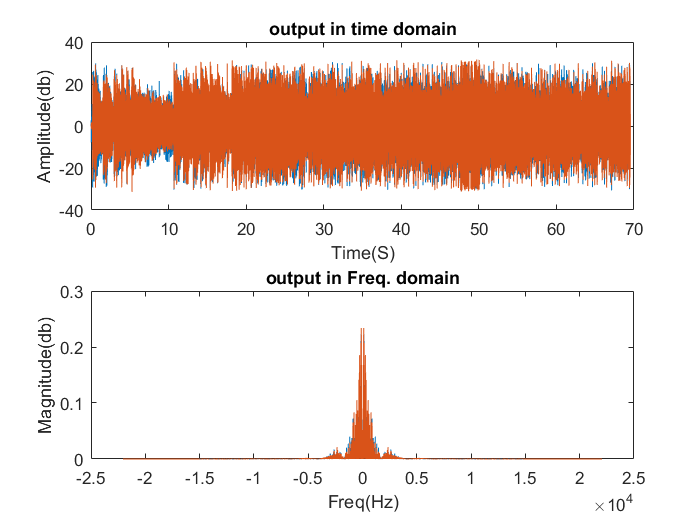 output in time domain
Amplitude(db)
40
20
0
-20
-40
0 10 20 30 40 50 60 70
Time(S)
output in Freq. domain
Magnitude(db)
0.3
0.2
0.1
0
-2.5 -2 -1.5 -1 -0.5 0 0.5 1 1.5 2 2.5
Freq(Hz)
×10^4